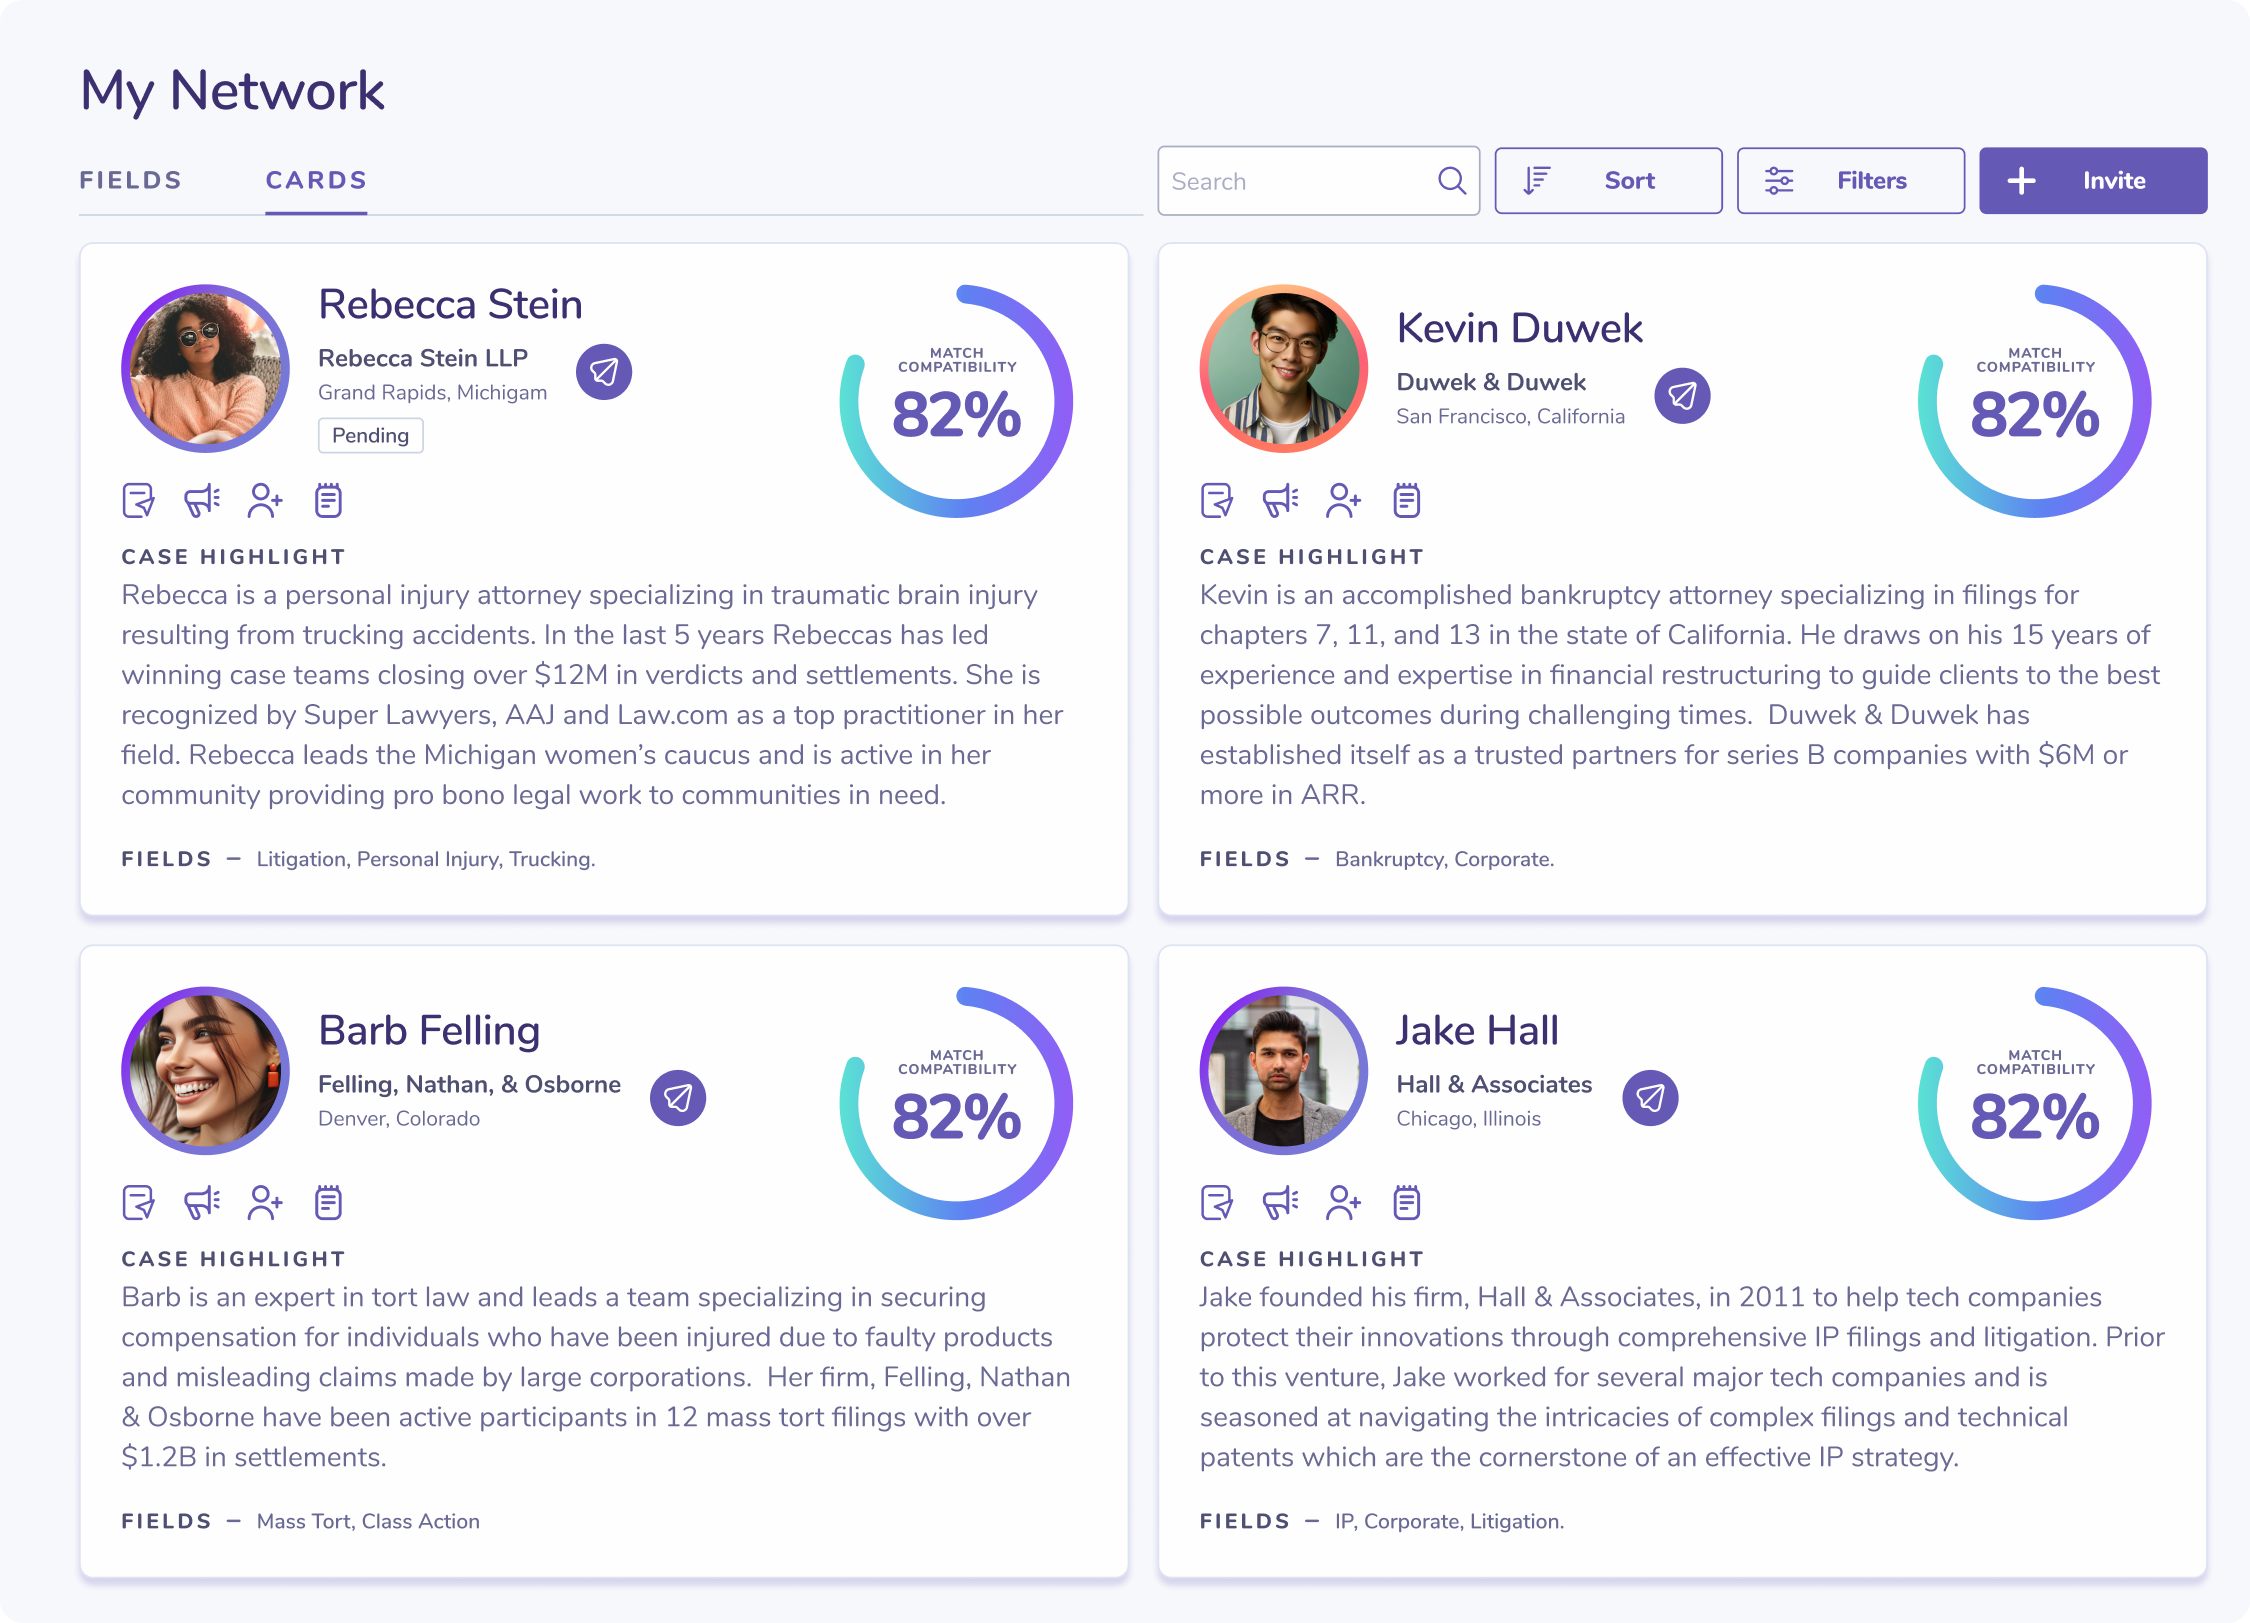 My Network
FIELDS
CARDS
Search
Sort
Filters
Invite
Rebecca Stein
Rebecca Stein LLP
Grand Rapids, Michigam
Pending
MATCH
COMPATIBILITY
82%
CASE HIGHLIGHT
Rebecca is a personal injury attorney specializing in traumatic brain injury
resulting from trucking accidents. In the last 5 years Rebeccas has led
winning case teams closing over $12M in verdicts and settlements. She is
recognized by Super Lawyers, AAJ and Law.com as a top practitioner in her
field. Rebecca leads the Michigan women’s caucus and is active in her
community providing pro bono legal work to communities in need.
FIELDS – Litigation, Personal Injury, Trucking.
Kevin Duwek
Duwek & Duwek
San Francisco, California
MATCH
COMPATIBILITY
82%
CASE HIGHLIGHT
Kevin is an accomplished bankruptcy attorney specializing in filings for
chapters 7, 11, and 13 in the state of California. He draws on his 15 years of
experience and expertise in financial restructuring to guide clients to the best
possible outcomes during challenging times.  Duwek & Duwek has
established itself as a trusted partners for series B companies with $6M or
more in ARR.
FIELDS – Bankruptcy, Corporate.
Barb Felling
Felling, Nathan, & Osborne
Denver, Colorado
MATCH
COMPATIBILITY
82%
CASE HIGHLIGHT
Barb is an expert in tort law and leads a team specializing in securing
compensation for individuals who have been injured due to faulty products
and misleading claims made by large corporations.  Her firm, Felling, Nathan
& Osborne have been active participants in 12 mass tort filings with over
$1.2B in settlements.
FIELDS – Mass Tort, Class Action
Jake Hall
Hall & Associates
Chicago, Illinois
MATCH
COMPATIBILITY
82%
CASE HIGHLIGHT
Jake founded his firm, Hall & Associates, in 2011 to help tech companies
protect their innovations through comprehensive IP filings and litigation. Prior
to this venture, Jake worked for several major tech companies and is
seasoned at navigating the intricacies of complex filings and technical
patents which are the cornerstone of an effective IP strategy.
FIELDS – IP, Corporate, Litigation.